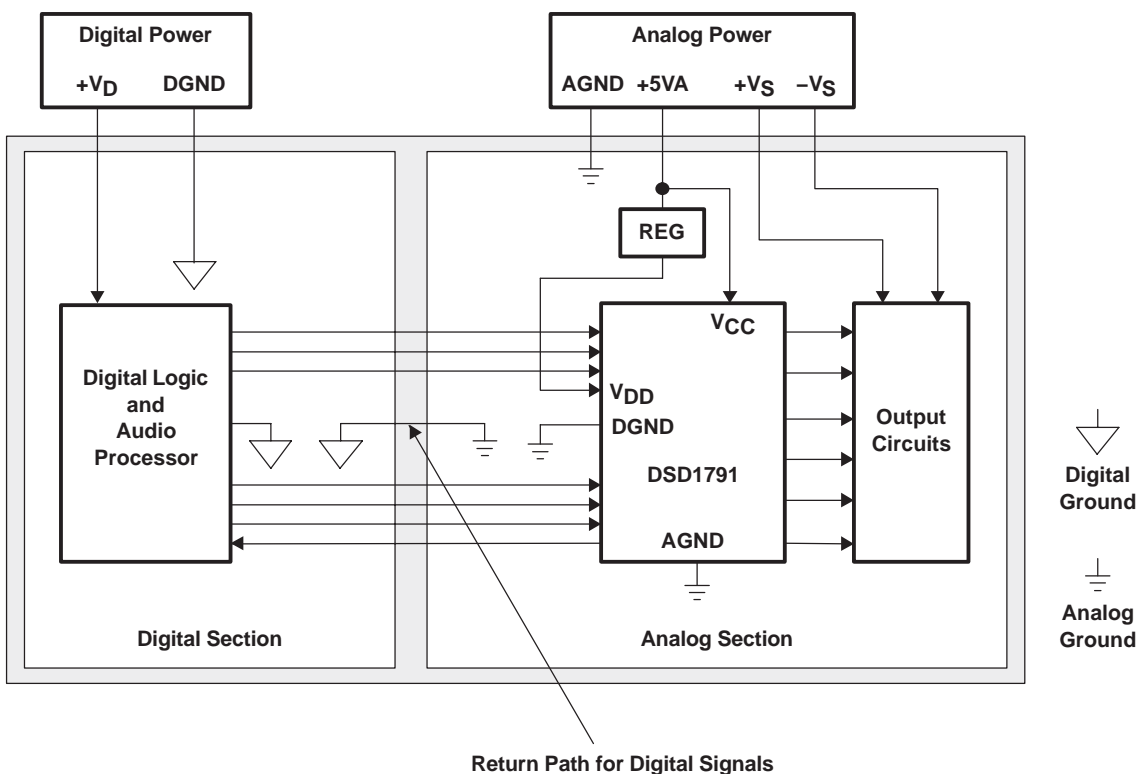 Digital Power
+VD DGND
Analog Power
AGND +5VA +VS –VS
REG
VCC
Digital Logic
and
Audio
Processor
VDD
DGND
DSD1791
AGND
Output
Circuits
Digital
Ground
Analog
Ground
Digital Section
Analog Section
Return Path for Digital Signals